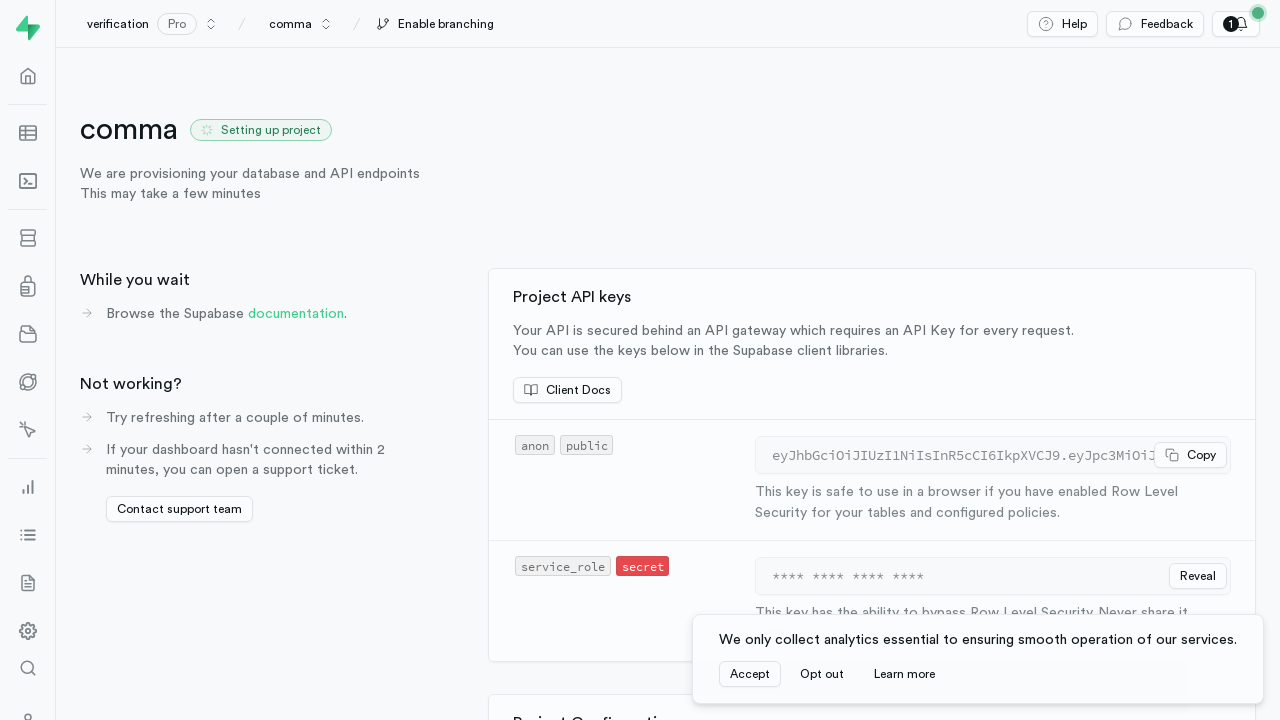 verification Pro / comma / Enable branching
Help Feedback 1
comma Setting up project
We are provisioning your database and API endpoints
This may take a few minutes
While you wait
Browse the Supabase documentation.
Not working?
Try refreshing after a couple of minutes.
If your dashboard hasn't connected within 2
minutes, you can open a support ticket.
Contact support team
Project API keys
Your API is secured behind an API gateway which requires an API Key for every request.
You can use the keys below in the Supabase client libraries.
Client Docs
anon public
eyJhbGciOiJIUzI1NiIsInR5cCI6IkpXVCJ9.eyJpc3MiOiJ Copy
This key is safe to use in a browser if you have enabled Row Level
Security for your tables and configured policies.
service_role secret
**** **** **** **** Reveal
This key has the ability to bypass Row Level Security. Never share it
We only collect analytics essential to ensuring smooth operation of our services.
Accept Opt out Learn more